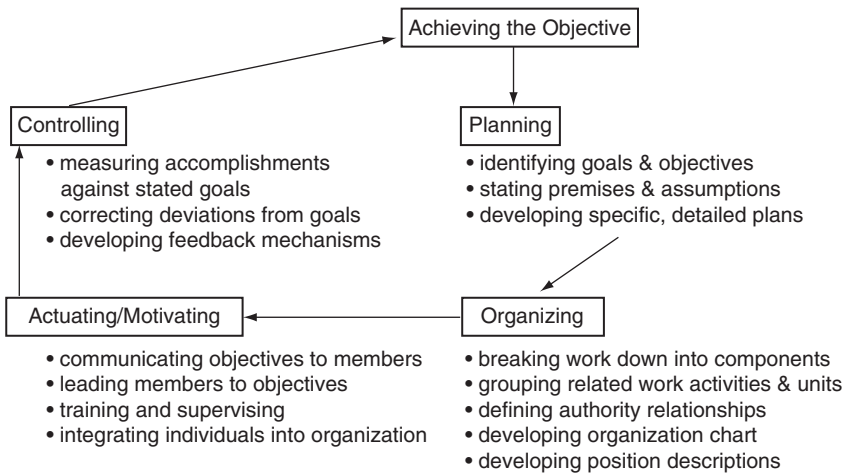 Achieving the Objective
Controlling
• measuring accomplishments
against stated goals
• correcting deviations from goals
• developing feedback mechanisms
Planning
• identifying goals & objectives
• stating premises & assumptions
• developing specific, detailed plans
Actuating/Motivating
• communicating objectives to members
• leading members to objectives
• training and supervising
• integrating individuals into organization
Organizing
• breaking work down into components
• grouping related work activities & units
• defining authority relationships
• developing organization chart
• developing position descriptions